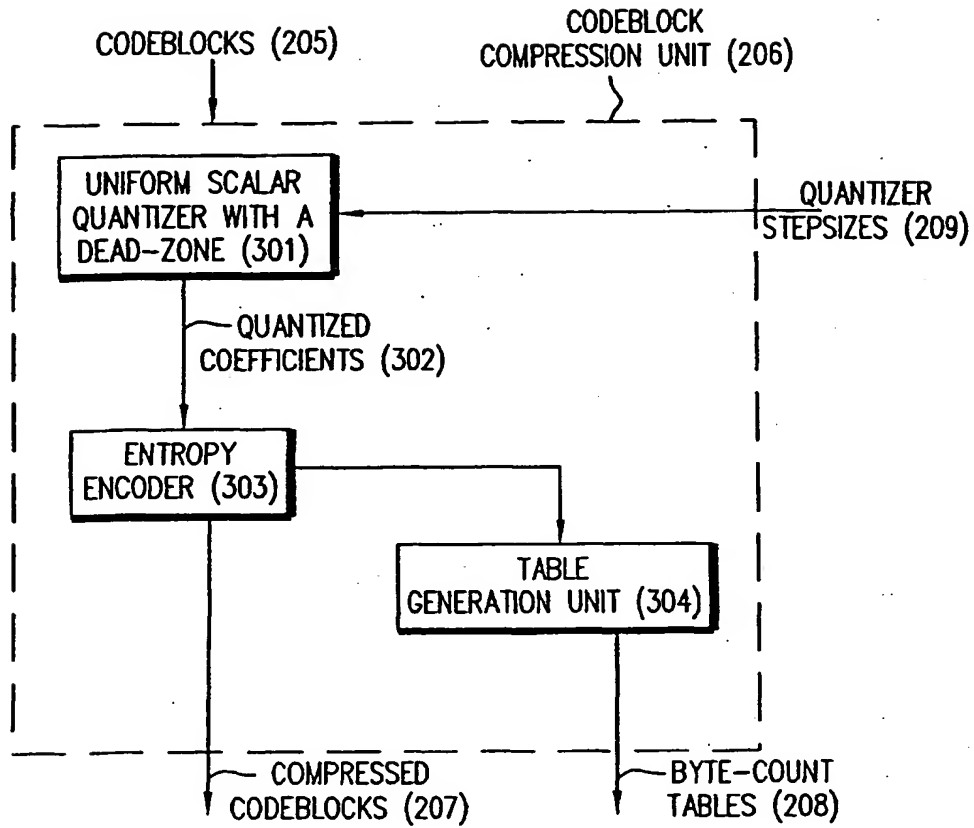 CODEBLOCKS (205)
CODEBLOCK
COMPRESSION UNIT (206)
UNIFORM SCALAR
QUANTIZER WITH A
DEAD-ZONE (301)
QUANTIZER
STEPSIZES (209)
QUANTIZED
COEFFICIENTS (302)
ENTROPY
ENCODER (303)
TABLE
GENERATION UNIT (304)
COMPRESSED
CODEBLOCKS (207)
BYTE-COUNT
TABLES (208)